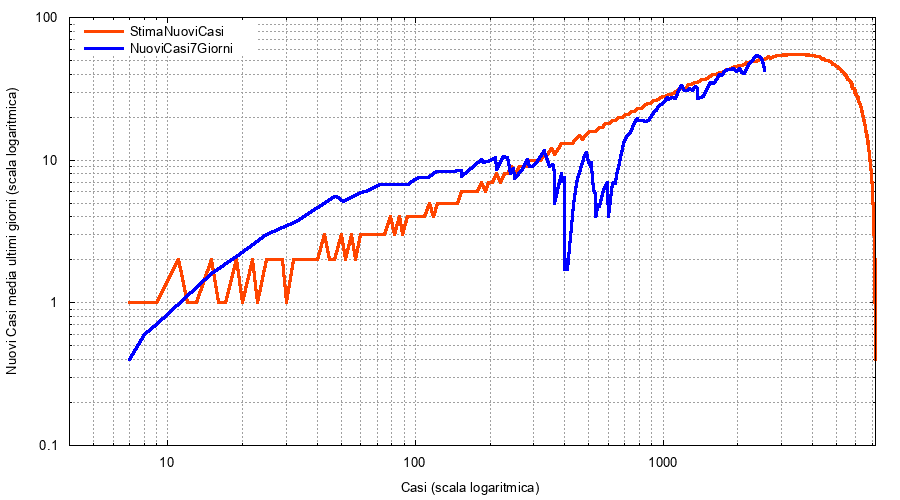 100
StimaNuoviCasi
NuoviCasi7Giorni
10
1
0.1
Nuovi Casi media ultimi giorni (scala logaritmica)
10
100
1000
Casi (scala logaritmica)